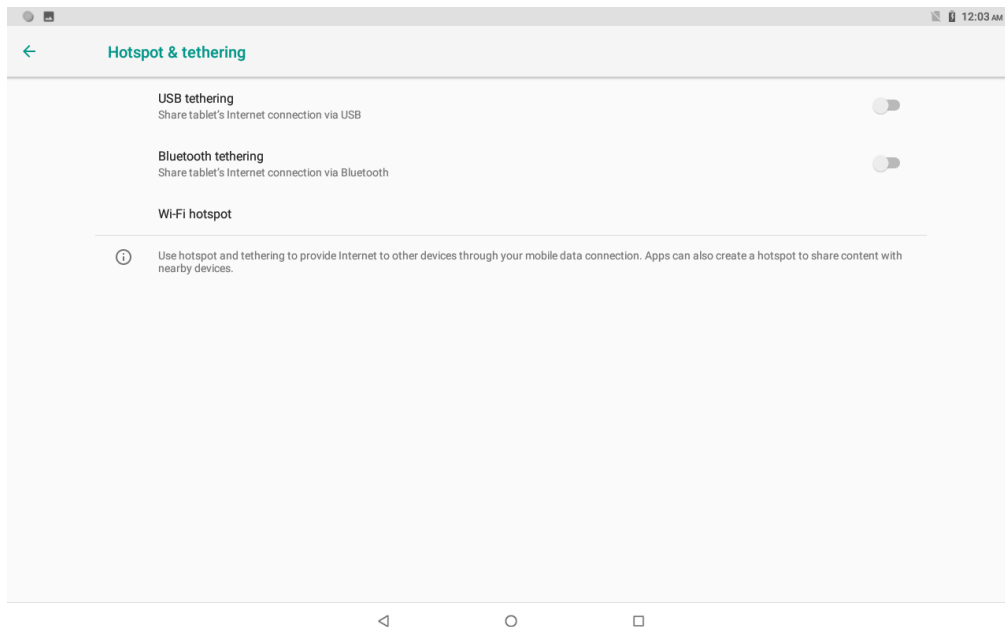 12:03 AM
Hotspot & tethering
USB tethering
Share tablet's Internet connection via USB
Bluetooth tethering
Share tablet's Internet connection via Bluetooth
Wi-Fi hotspot
Use hotspot and tethering to provide Internet to other devices through your mobile data connection. Apps can also create a hotspot to share content with
nearby devices.